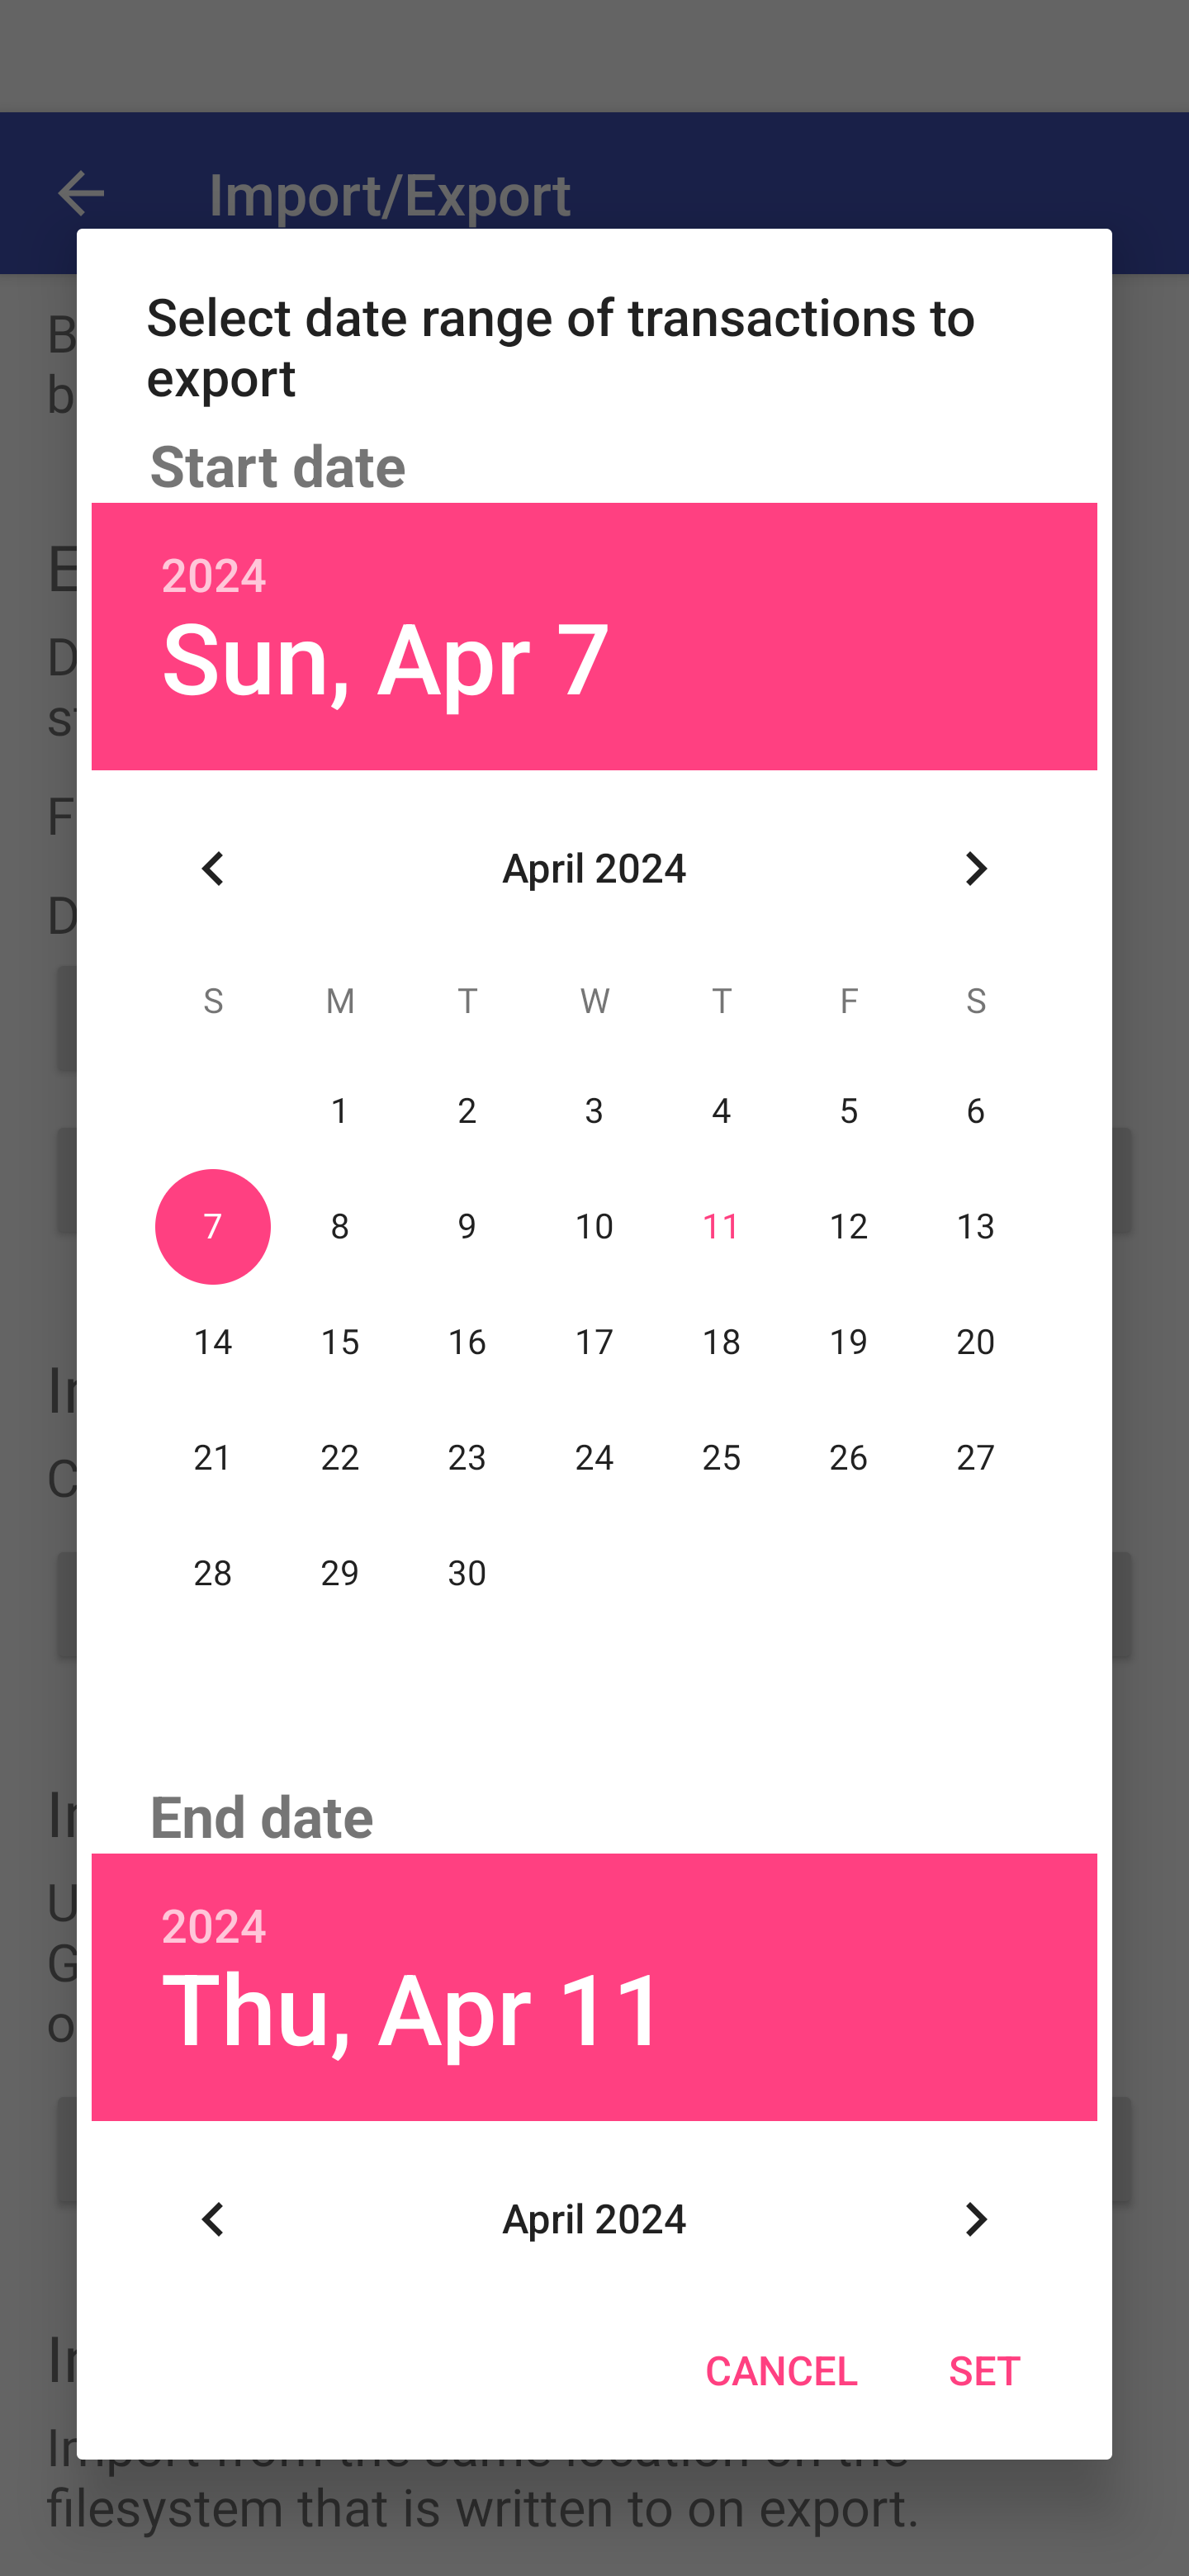 Import/Export
Select date range of transactions to
export
Start date
2024
Sun, Apr 7
April 2024
S M T W T F S
1 2 3 4 5 6
7 8 9 10 11 12 13
14 15 16 17 18 19 20
21 22 23 24 25 26 27
28 29 30
End date
2024
Thu, Apr 11
April 2024
CANCEL SET
Import from the same location on the
filesystem that is written to on export.